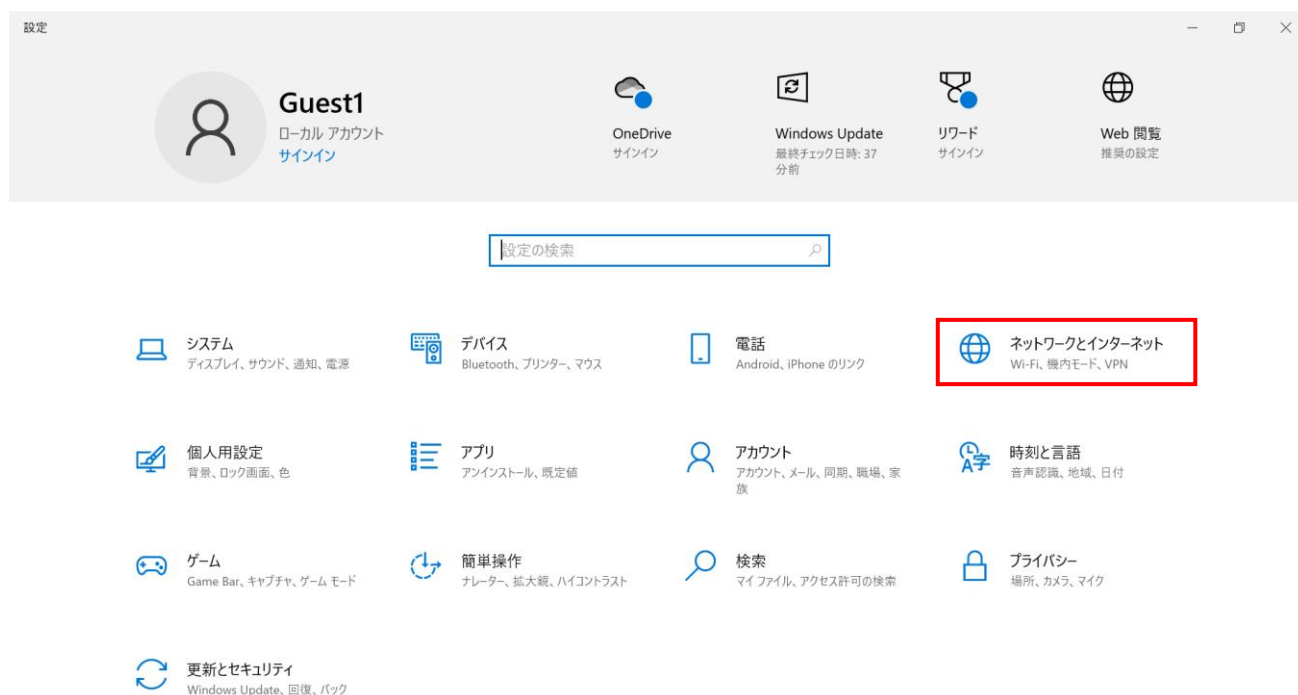 設定
Guest1
ローカル アカウント
サインイン
OneDrive
サインイン
Windows Update
最終チェック日時: 37
分前
リワード
サインイン
Web 閲覧
推奨の設定
設定の検索
システム
ディスプレイ、サウンド、通知、電源
デバイス
Bluetooth、プリンター、マウス
電話
Android、iPhone のリンク
ネットワークとインターネット
Wi-Fi、機内モード、VPN
個人用設定
背景、ロック画面、色
アプリ
アンインストール、既定値
アカウント
アカウント、メール、同期、職場、家
族
時刻と言語
音声認識、地域、日付
ゲーム
Game Bar、キャプチャ、ゲーム モード
簡単操作
ナレーター、拡大鏡、ハイコントラスト
検索
マイ ファイル、アクセス許可の検索
プライバシー
場所、カメラ、マイク
更新とセキュリティ
Windows Update、回復、バック